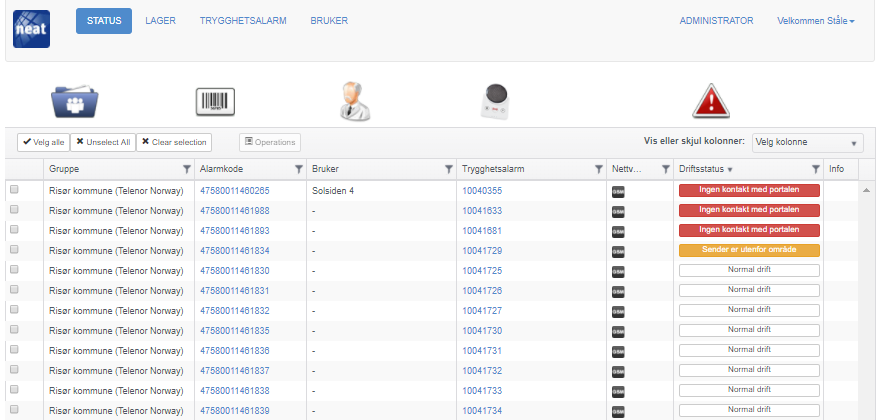 neat STATUS LAGER TRYGGHETSALARM BRUKER ADMINISTRATOR Velkommen Ståle
Velg alle Unselect All Clear selection Operations Vis eller skjul kolonner: Velg kolonne
Gruppe Alarmkode Bruker Trygghetsalarm Nettv... Driftsstatus Info
Risør kommune (Telenor Norway) 47580011460265 Solsiden 4 10040355 GSM Ingen kontakt med portalen
Risør kommune (Telenor Norway) 47580011461988 - 10041633 GSM Ingen kontakt med portalen
Risør kommune (Telenor Norway) 47580011461893 - 10041681 GSM Ingen kontakt med portalen
Risør kommune (Telenor Norway) 47580011461834 - 10041729 GSM Sender er utenfor område
Risør kommune (Telenor Norway) 47580011461830 - 10041725 GSM Normal drift
Risør kommune (Telenor Norway) 47580011461831 - 10041726 GSM Normal drift
Risør kommune (Telenor Norway) 47580011461832 - 10041727 GSM Normal drift
Risør kommune (Telenor Norway) 47580011461835 - 10041730 GSM Normal drift
Risør kommune (Telenor Norway) 47580011461836 - 10041731 GSM Normal drift
Risør kommune (Telenor Norway) 47580011461837 - 10041732 GSM Normal drift
Risør kommune (Telenor Norway) 47580011461838 - 10041733 GSM Normal drift
Risør kommune (Telenor Norway) 47580011461839 - 10041734 GSM Normal drift